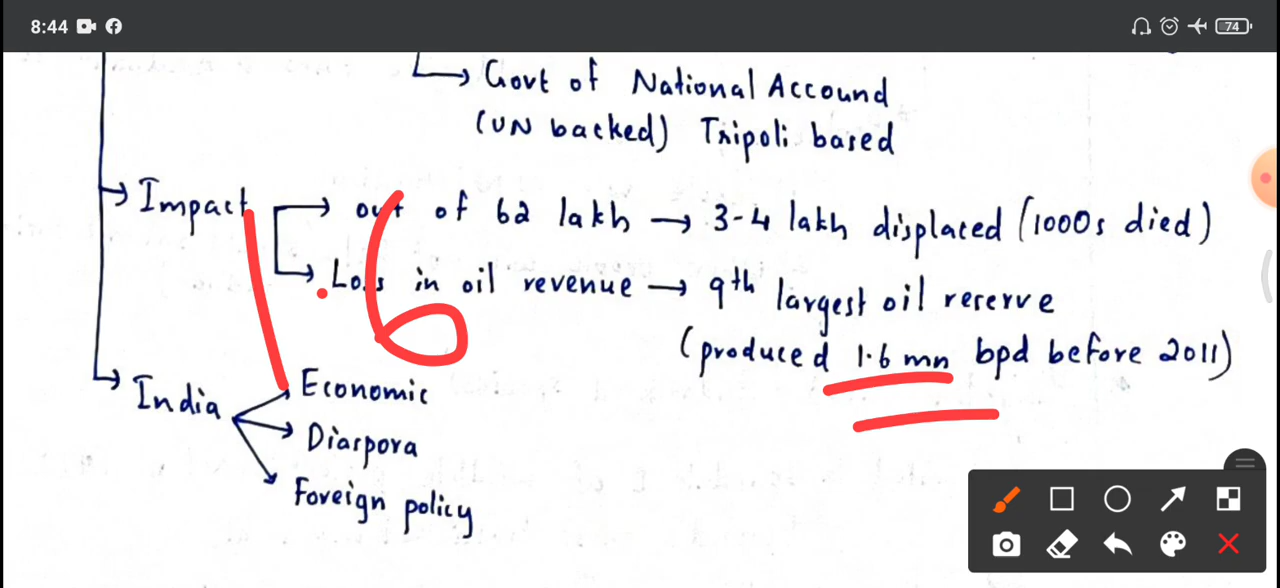 8:44
74
Govt of National Accound
(UN backed) Tripoli based
Impact
out of 62 lakh → 3-4 lakh displaced (1000s died)
Loss in oil revenue → 9th largest oil reserve
(produced 1.6 mn bpd before 2011)
1.6
India
Economic
Diaspora
Foreign policy